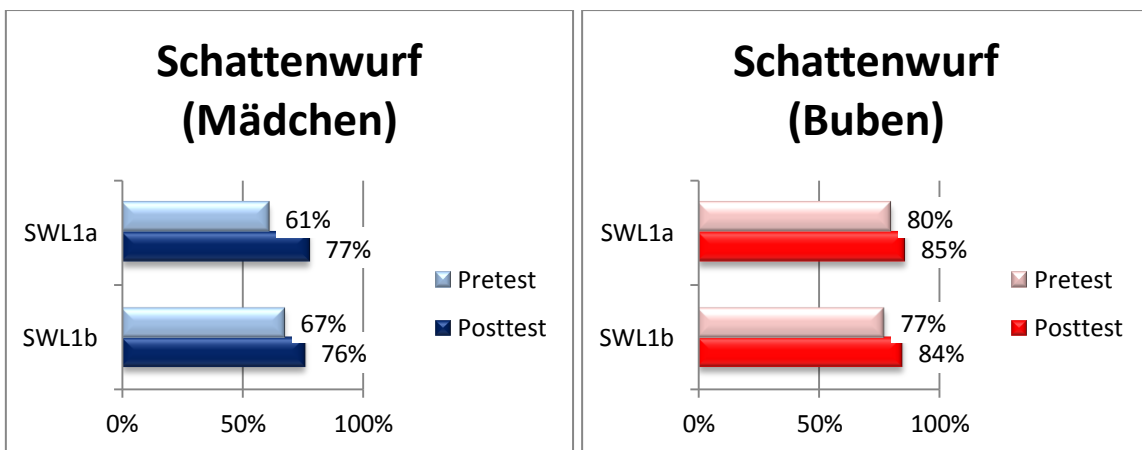 Schattenwurf
(Mädchen)
SWL1a
61%
77%
SWL1b
67%
76%
Pretest
Posttest
0%
50%
100%
Schattenwurf
(Buben)
SWL1a
80%
85%
SWL1b
77%
84%
Pretest
Posttest
0%
50%
100%